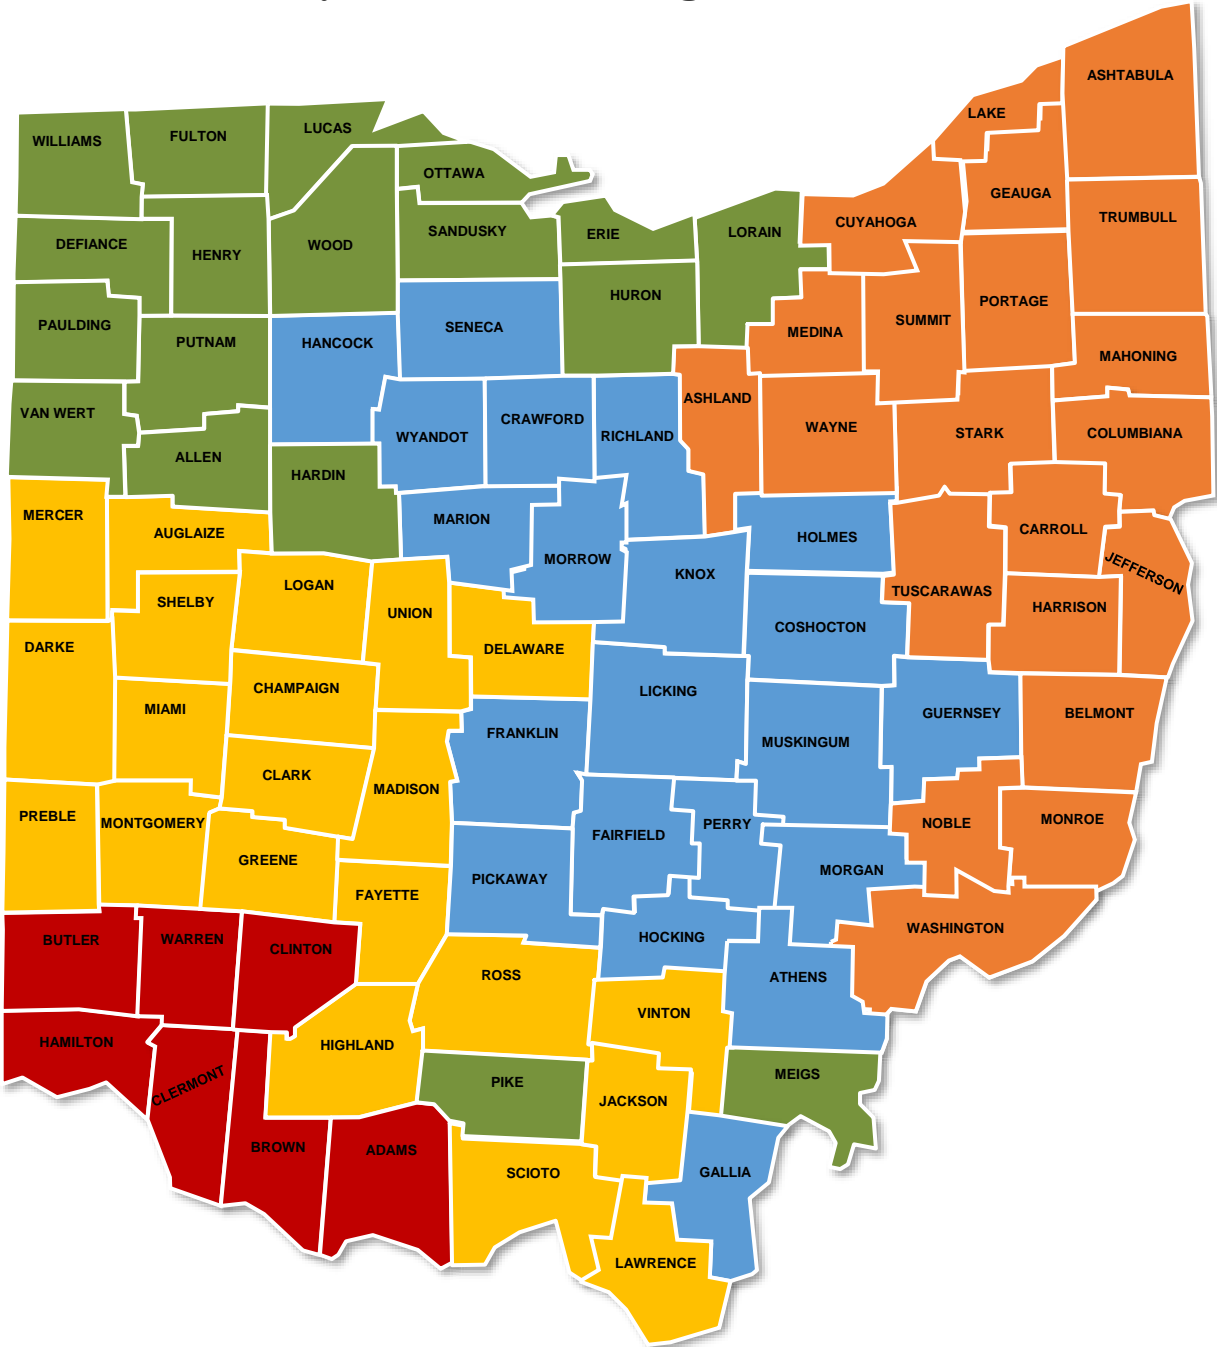 ASHTABULA
LAKE
LUCAS
FULTON
WILLIAMS
OTTAWA
GEAUGA
TRUMBULL
CUYAHOGA
SANDUSKY
LORAIN
ERIE
DEFIANCE
WOOD
HENRY
HURON
PORTAGE
SUMMIT
PAULDING
SENECA
MEDINA
PUTNAM
HANCOCK
MAHONING
ASHLAND
VAN WERT
CRAWFORD
WAYNE
STARK
COLUMBIANA
WYANDOT
RICHLAND
ALLEN
HARDIN
MERCER
MARION
CARROLL
AUGLAIZE
HOLMES
MORROW
KNOX
JEFFERSON
LOGAN
TUSCARAWAS
SHELBY
UNION
HARRISON
COSHOCTON
DARKE
DELAWARE
CHAMPAIGN
LICKING
MIAMI
GUERNSEY
BELMONT
FRANKLIN
MUSKINGUM
CLARK
MADISON
PREBLE
MONTGOMERY
PERRY
NOBLE
MONROE
FAIRFIELD
GREENE
MORGAN
PICKAWAY
FAYETTE
WASHINGTON
BUTLER
WARREN
HOCKING
CLINTON
ROSS
ATHENS
VINTON
HAMILTON
HIGHLAND
MEIGS
PIKE
CLERMONT
JACKSON
BROWN
ADAMS
SCIOTO
GALLIA
LAWRENCE